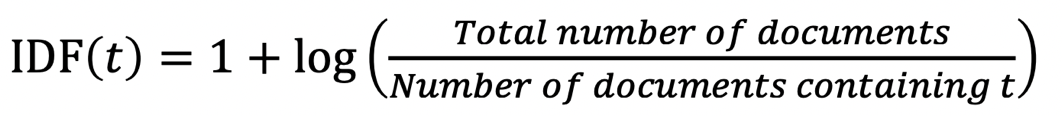 IDF(t) = 1 + log(Total number of documents / Number of documents containing t)